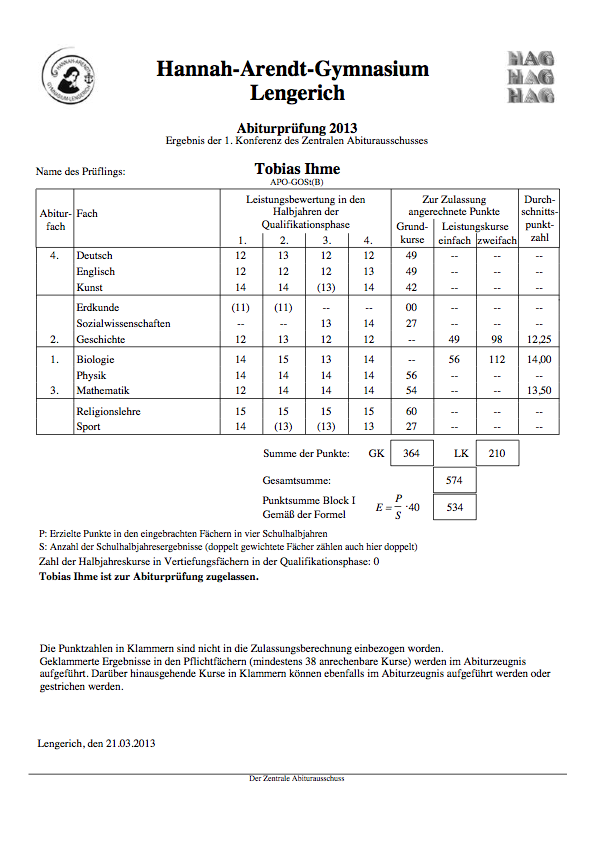 HANNAH-ARENDT-
GYMNASIUM LENGERICH
HAG
HAG
HAG
Hannah-Arendt-Gymnasium
Lengerich
Abiturprüfung 2013
Ergebnis der 1. Konferenz des Zentralen Abiturausschusses
Name des Prüflings: Tobias Ihme
APO-GOSt(B)
Abitur- Fach Leistungsbewertung in den Zur Zulassung Durch-
fach Halbjahren der angerechnete Punkte schnitts-
Qualifikationsphase Grund- Leistungskurse punkt-
1. 2. 3. 4. kurse einfach zweifach zahl
4. Deutsch 12 13 12 12 49 -- -- --
Englisch 12 12 12 13 49 -- -- --
Kunst 14 14 (13) 14 42 -- -- --
Erdkunde (11) (11) -- -- 00 -- -- --
Sozialwissenschaften -- -- 13 14 27 -- -- --
2. Geschichte 12 13 12 12 -- 49 98 12,25
1. Biologie 14 15 13 14 -- 56 112 14,00
Physik 14 14 14 14 56 -- -- --
3. Mathematik 12 14 14 14 54 -- -- 13,50
Religionslehre 15 15 15 15 60 -- -- --
Sport 14 (13) (13) 13 27 -- -- --
Summe der Punkte: GK 364 LK 210
Gesamtsumme: 574
Punktsumme Block I
Gemäß der Formel E = P/S ·40 534
P: Erzielte Punkte in den eingebrachten Fächern in vier Schulhalbjahren
S: Anzahl der Schulhalbjahresergebnisse (doppelt gewichtete Fächer zählen auch hier doppelt)
Zahl der Halbjahreskurse in Vertiefungsfächern in der Qualifikationsphase: 0
Tobias Ihme ist zur Abiturprüfung zugelassen.
Die Punktzahlen in Klammern sind nicht in die Zulassungsberechnung einbezogen worden.
Geklammerte Ergebnisse in den Pflichtfächern (mindestens 38 anrechenbare Kurse) werden im Abiturzeugnis
aufgeführt. Darüber hinausgehende Kurse in Klammern können ebenfalls im Abiturzeugnis aufgeführt werden oder
gestrichen werden.
Lengerich, den 21.03.2013
Der Zentrale Abiturausschuss